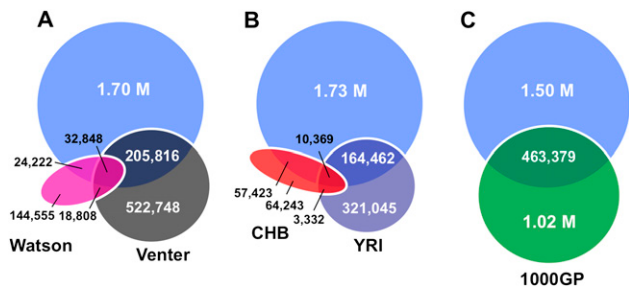 A
1.70 M
32,848
24,222
205,816
144,555
18,808
522,748
Watson
Venter
B
1.73 M
10,369
164,462
57,423
64,243
3,332
321,045
CHB
YRI
C
1.50 M
463,379
1.02 M
1000GP